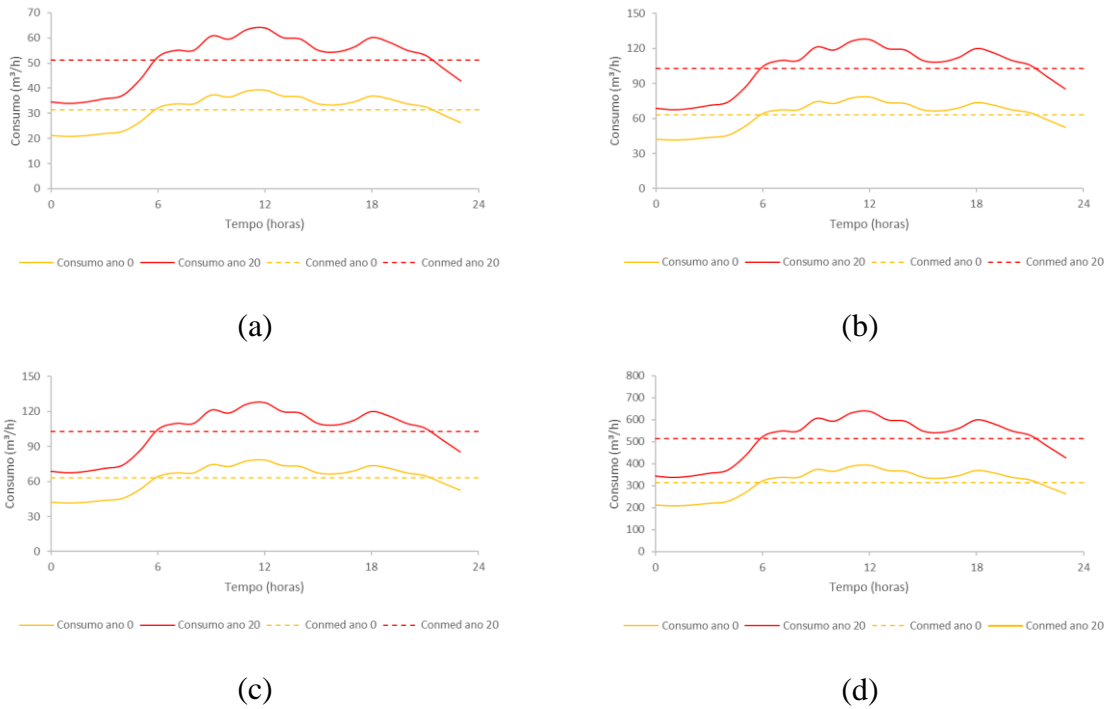 70
60
50
40
30
20
10
0
Consumo (m³/h)
0 6 12 18 24
Tempo (horas)
Consumo ano 0 Consumo ano 20 Conmed ano 0 Conmed ano 20
(a)
150
120
90
60
30
0
Consumo (m³/h)
0 6 12 18 24
Tempo (horas)
Consumo ano 0 Consumo ano 20 Conmed ano 0 Conmed ano 20
(b)
150
120
90
60
30
0
Consumo (m³/h)
0 6 12 18 24
Tempo (horas)
Consumo ano 0 Consumo ano 20 Conmed ano 0 Conmed ano 20
(c)
800
700
600
500
400
300
200
100
0
Consumo (m³/h)
0 6 12 18 24
Tempo (horas)
Consumo ano 0 Consumo ano 20 Conmed ano 0 Conmed ano 20
(d)